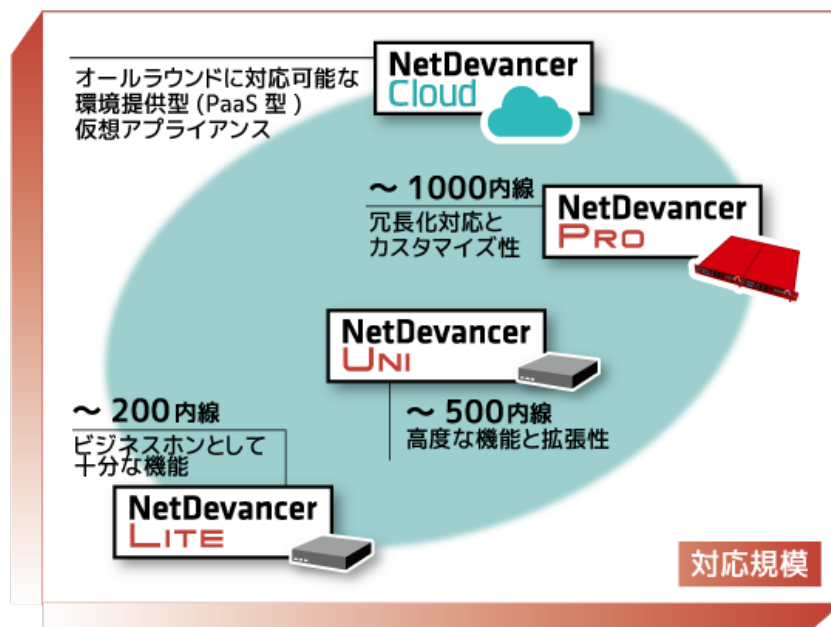 NetDevancer
Cloud
オールラウンドに対応可能な
環境提供型 (PaaS 型 )
仮想アプライアンス
～ 1000内線
冗長化対応と
カスタマイズ性
NetDevancer
PRO
NetDevancer
UNI
～ 500内線
高度な機能と拡張性
～ 200内線
ビジネスホンとして
十分な機能
NetDevancer
LITE
対応規模